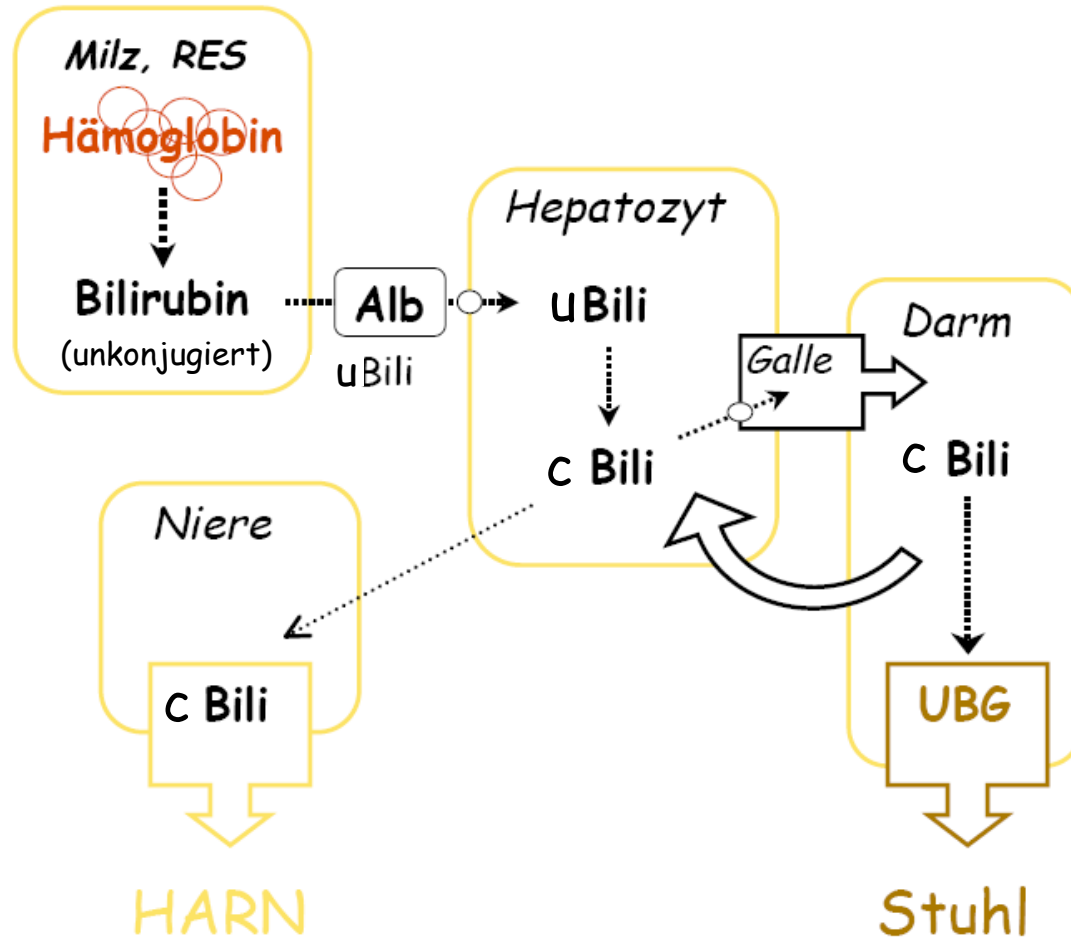 Milz, RES
Hämoglobin
Bilirubin
(unkonjugiert)
Alb
uBili
Hepatozyt
uBili
c Bili
Galle
Darm
c Bili
UBG
Stuhl
Niere
c Bili
HARN